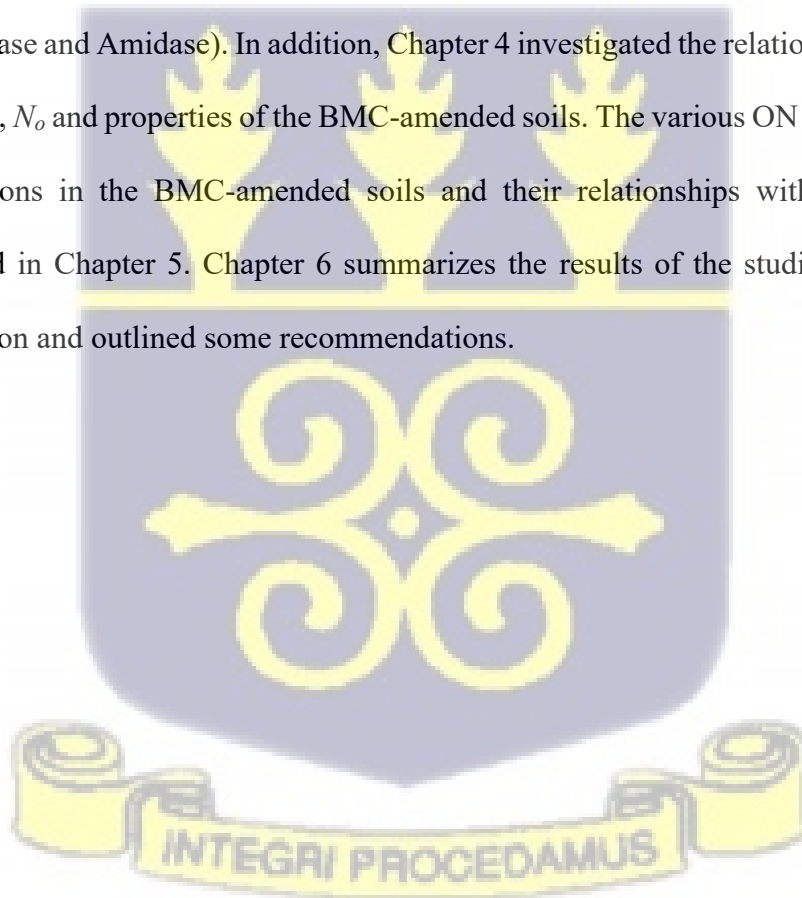 ase and Amidase). In addition, Chapter 4 investigated the relatio
, No and properties of the BMC-amended soils. The various ON
ons in the BMC-amended soils and their relationships with
d in Chapter 5. Chapter 6 summarizes the results of the studi
on and outlined some recommendations.
INTEGRI PROCEDAMUS